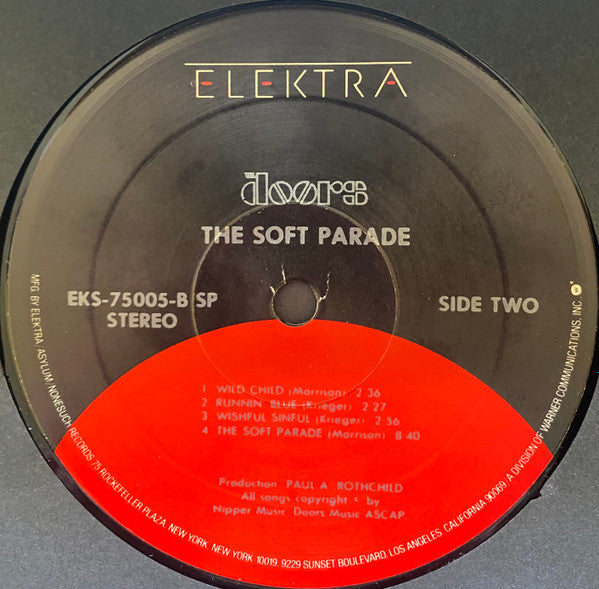 ELEKTRA
the doors
THE SOFT PARADE
EKS-75005-B SP
STEREO
SIDE TWO
1 WILD CHILD (Morrison) 2 36
2 RUNNIN BLUE (Krieger) 2 27
3 WISHFUL SINFUL (Krieger) 2 56
4 THE SOFT PARADE (Morrison) 8 40
Production PAUL A ROTHCHILD
All songs copyright © by
Nipper Music Doors Music ASCAP
MFG. BY ELEKTRA, ASYLUM, NONESUCH RECORDS 75 ROCKEFELLER PLAZA, NEW YORK, NEW YORK 10019. 9229 SUNSET BOULEVARD, LOS ANGELES, CALIFORNIA 90069. A DIVISION OF WARNER COMMUNICATIONS, INC.